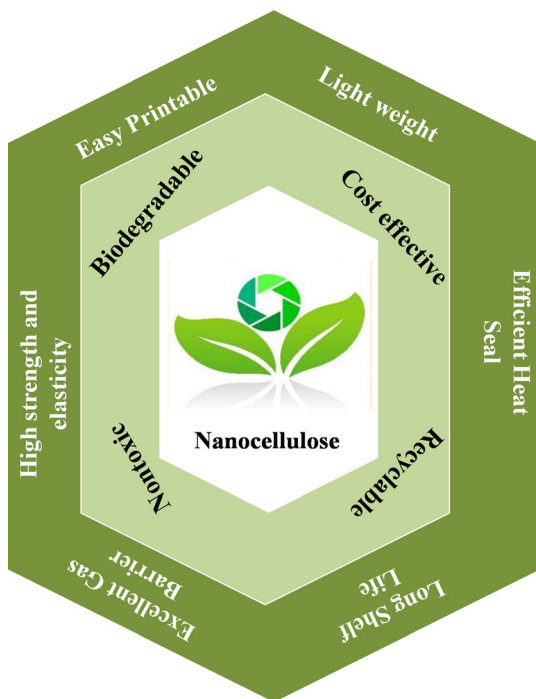 Easy Printable
Light weight
Biodegradable
Cost effective
High strength and
elasticity
Efficient Heat
Seal
Nanocellulose
Nontoxic
Recyclable
Excellent Gas
Barrier
Long Shelf
Life